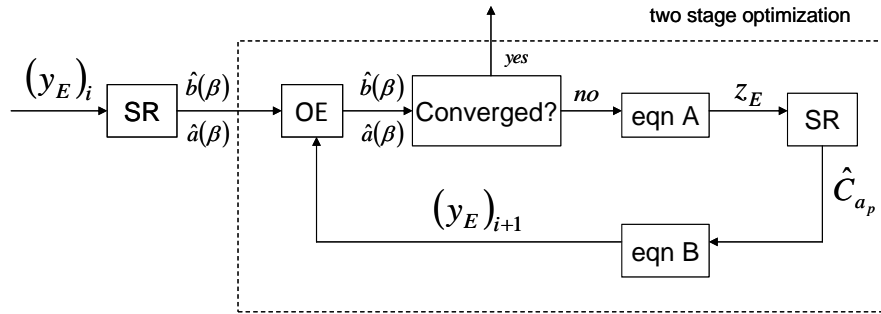 two stage optimization
yes
(y_E)_i
SR
b̂(β)
â(β)
OE
b̂(β)
â(β)
Converged?
no
eqn A
z_E
SR
Ĉ_{a_p}
(y_E)_{i+1}
eqn B